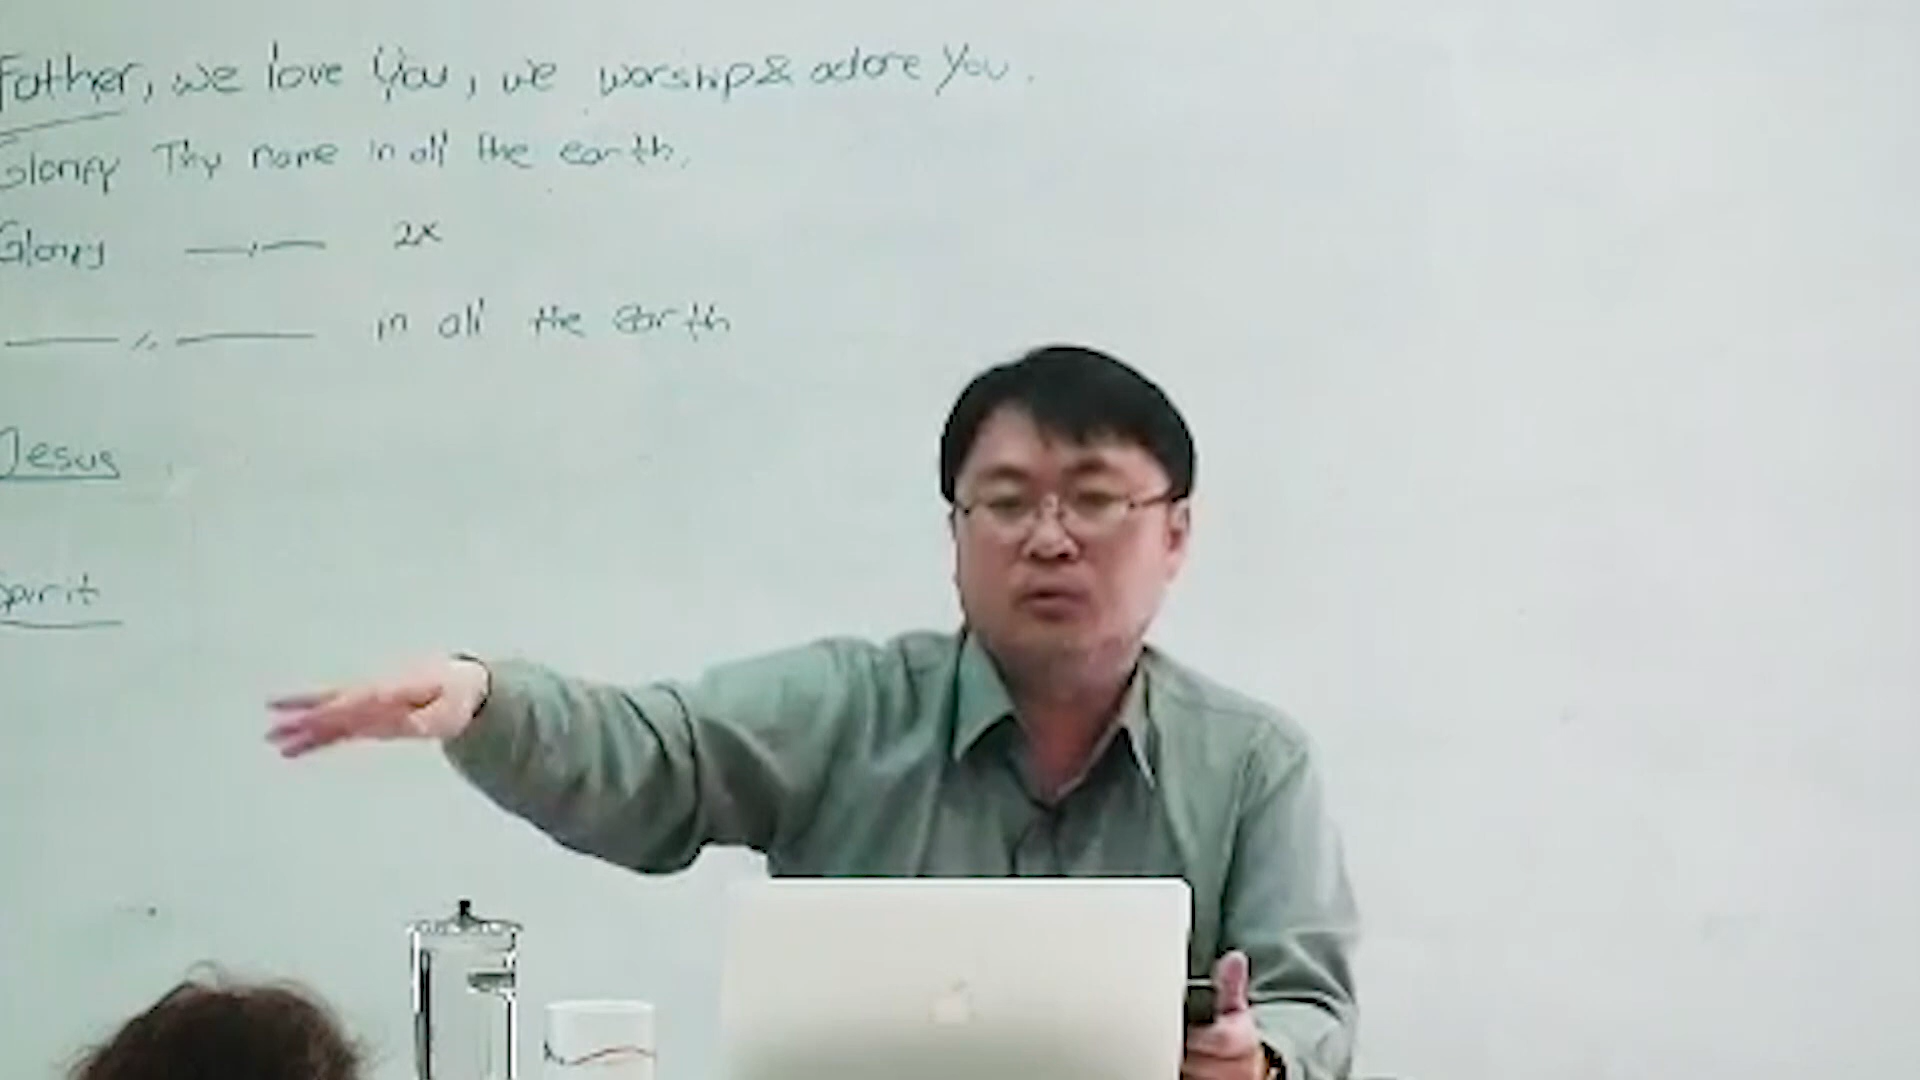 Father, we love You, we worship & adore You.
Glorify Thy name in all the earth.
Glorify —〃— 2x
—〃— in all the earth
Jesus
Spirit